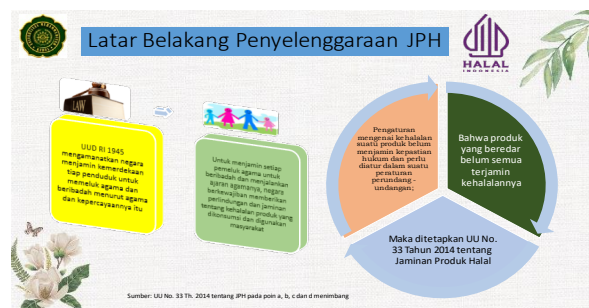 Latar Belakang Penyelenggaraan JPH
HALAL
INDONESIA
LAW
UUD RI 1945
mengamanatkan negara
menjamin kemerdekaan
tiap penduduk untuk
memeluk agama dan
beribadah menurut agama
dan kepercayaannya itu
Untuk menjamin setiap
pemeluk agama untuk
beribadah dan menjalankan
ajaran agamanya, negara
berkewajiban memberikan
perlindungan dan jaminan
tentang kehalalan produk yang
dikonsumsi dan digunakan
masyarakat
Pengaturan
mengenai kehalalan
suatu produk belum
menjamin kepastian
hukum dan perlu
diatur dalam suatu
peraturan
perundang -
undangan;
Bahwa produk
yang beredar
belum semua
terjamin
kehalalannya
Maka ditetapkan UU No.
33 Tahun 2014 tentang
Jaminan Produk Halal
Sumber: UU No. 33 Th. 2014 tentang JPH pada poin a, b, c dan d menimbang